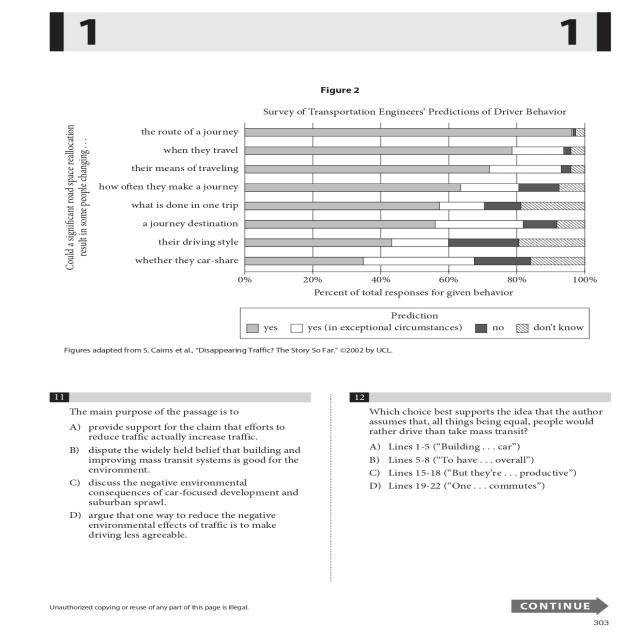 1
1
Figure 2
Survey of Transportation Engineers' Predictions of Driver Behavior
Could a significant road space reallocation
result in some people changing . . .
the route of a journey
when they travel
their means of traveling
how often they make a journey
what is done in one trip
a journey destination
their driving style
whether they car-share
0% 20% 40% 60% 80% 100%
Percent of total responses for given behavior
Prediction
yes yes (in exceptional circumstances) no don't know
Figures adapted from S. Cairns et al., “Disappearing Traffic? The Story So Far.” ©2002 by UCL.
11
The main purpose of the passage is to
A) provide support for the claim that efforts to
reduce traffic actually increase traffic.
B) dispute the widely held belief that building and
improving mass transit systems is good for the
environment.
C) discuss the negative environmental
consequences of car-focused development and
suburban sprawl.
D) argue that one way to reduce the negative
environmental effects of traffic is to make
driving less agreeable.
12
Which choice best supports the idea that the author
assumes that, all things being equal, people would
rather drive than take mass transit?
A) Lines 1-5 (“Building . . . car”)
B) Lines 5-8 (“To have . . . overall”)
C) Lines 15-18 (“But they're . . . productive”)
D) Lines 19-22 (“One . . . commutes”)
Unauthorized copying or reuse of any part of this page is illegal.
CONTINUE
303